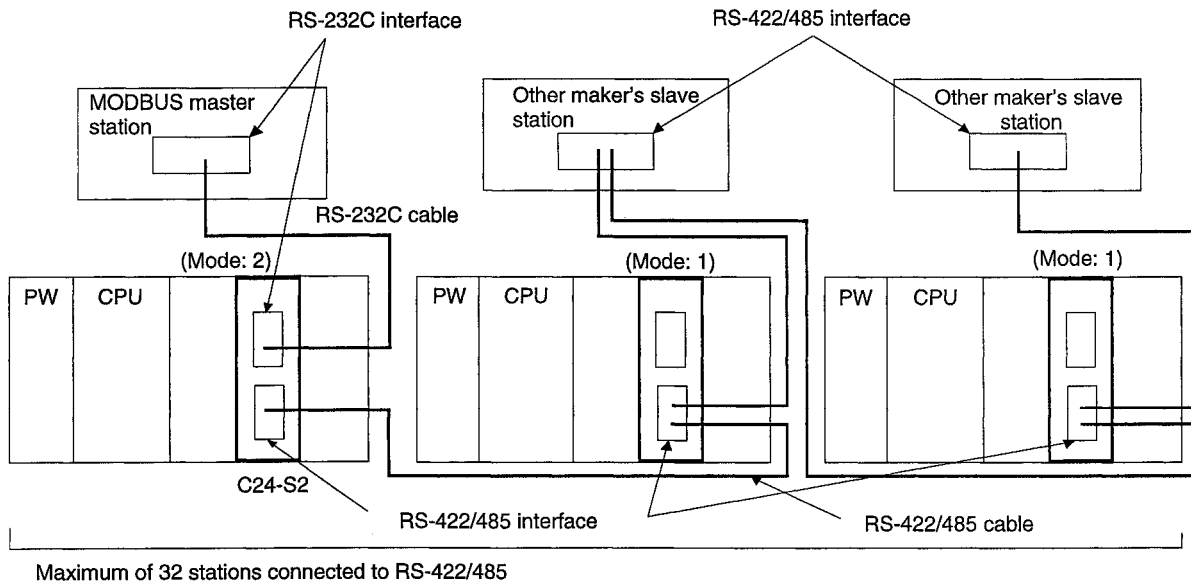 RS-232C interface
RS-422/485 interface
MODBUS master
station
Other maker's slave
station
Other maker's slave
station
RS-232C cable
(Mode: 2)
(Mode: 1)
(Mode: 1)
PW
CPU
PW
CPU
PW
CPU
C24-S2
RS-422/485 interface
RS-422/485 cable
Maximum of 32 stations connected to RS-422/485